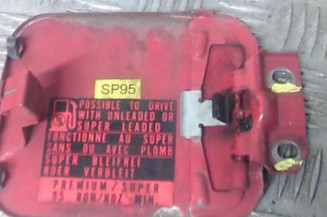 SP95
POSSIBLE TO DRIVE
WITH UNLEADED OR
SUPER LEADED
FONCTIONNE AU SUPER
SANS OU AVEC PLOMB
SUPER BLEIFREI
ODER VERBLEIT
PREMIUM/SUPER
95 RON/ROZ MIN.